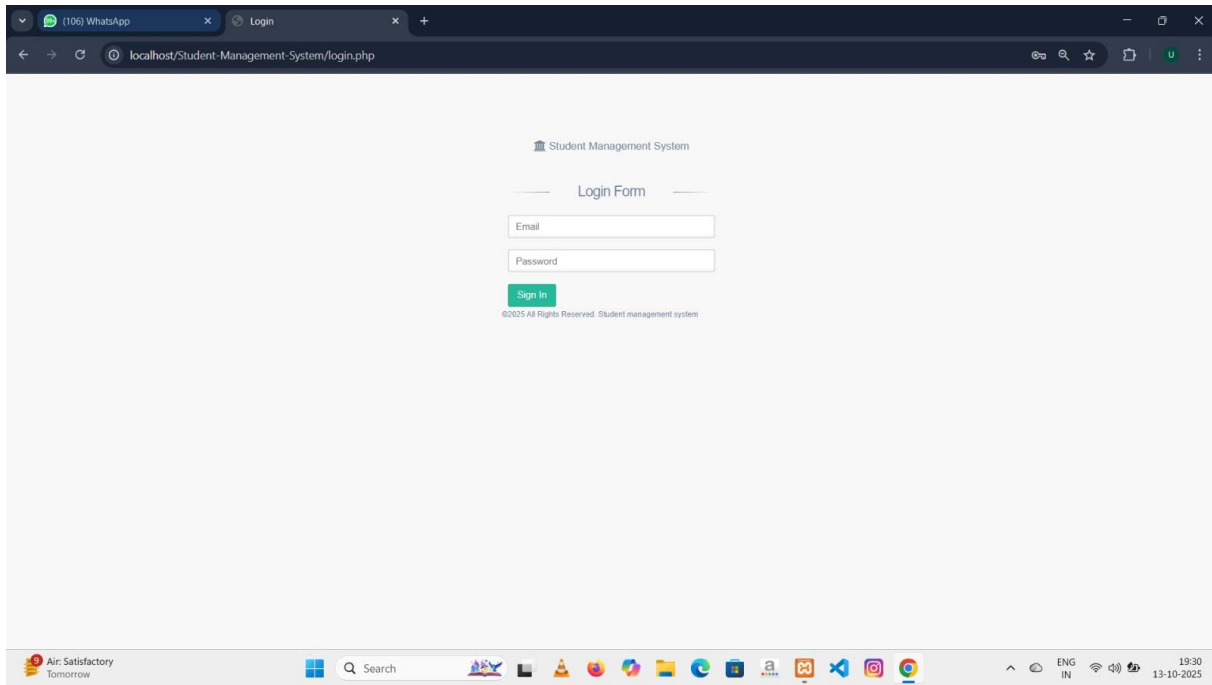 (106) WhatsApp
Login
localhost/Student-Management-System/login.php
U
Student Management System
Login Form
Email
Password
Sign In
©2025 All Rights Reserved. Student management system
9
Air: Satisfactory
Tomorrow
Search
a
ENG
IN
19:30
13-10-2025